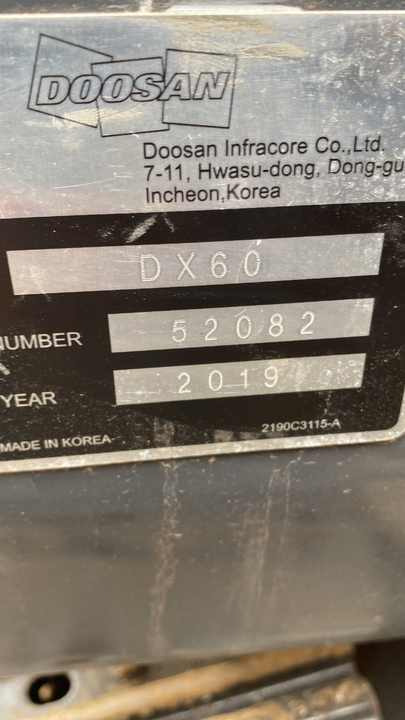 DOOSAN
Doosan Infracore Co.,Ltd.
7-11, Hwasu-dong, Dong-gu
Incheon,Korea
DX60
NUMBER 52082
YEAR 2019
2190C3115-A
MADE IN KOREA